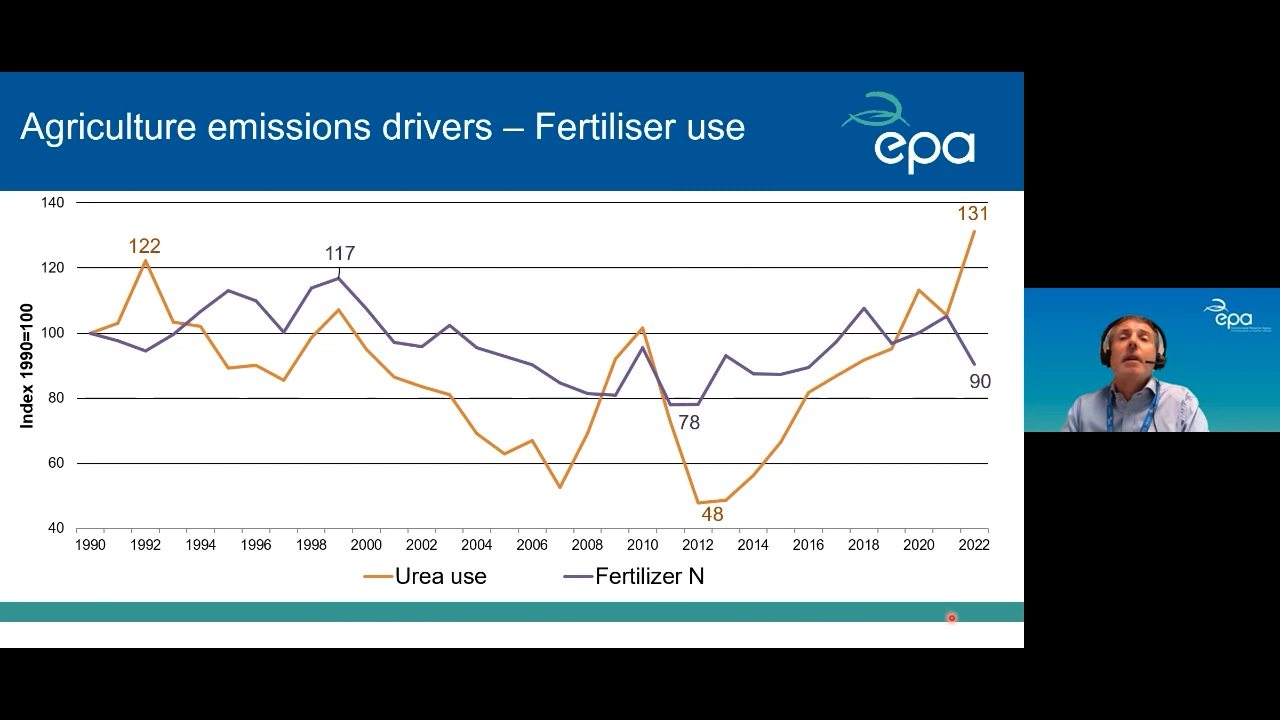 Agriculture emissions drivers – Fertiliser use
epa
140
120
100
80
60
40
Index 1990=100
122
117
131
90
78
48
1990 1992 1994 1996 1998 2000 2002 2004 2006 2008 2010 2012 2014 2016 2018 2020 2022
Urea use Fertilizer N
epa